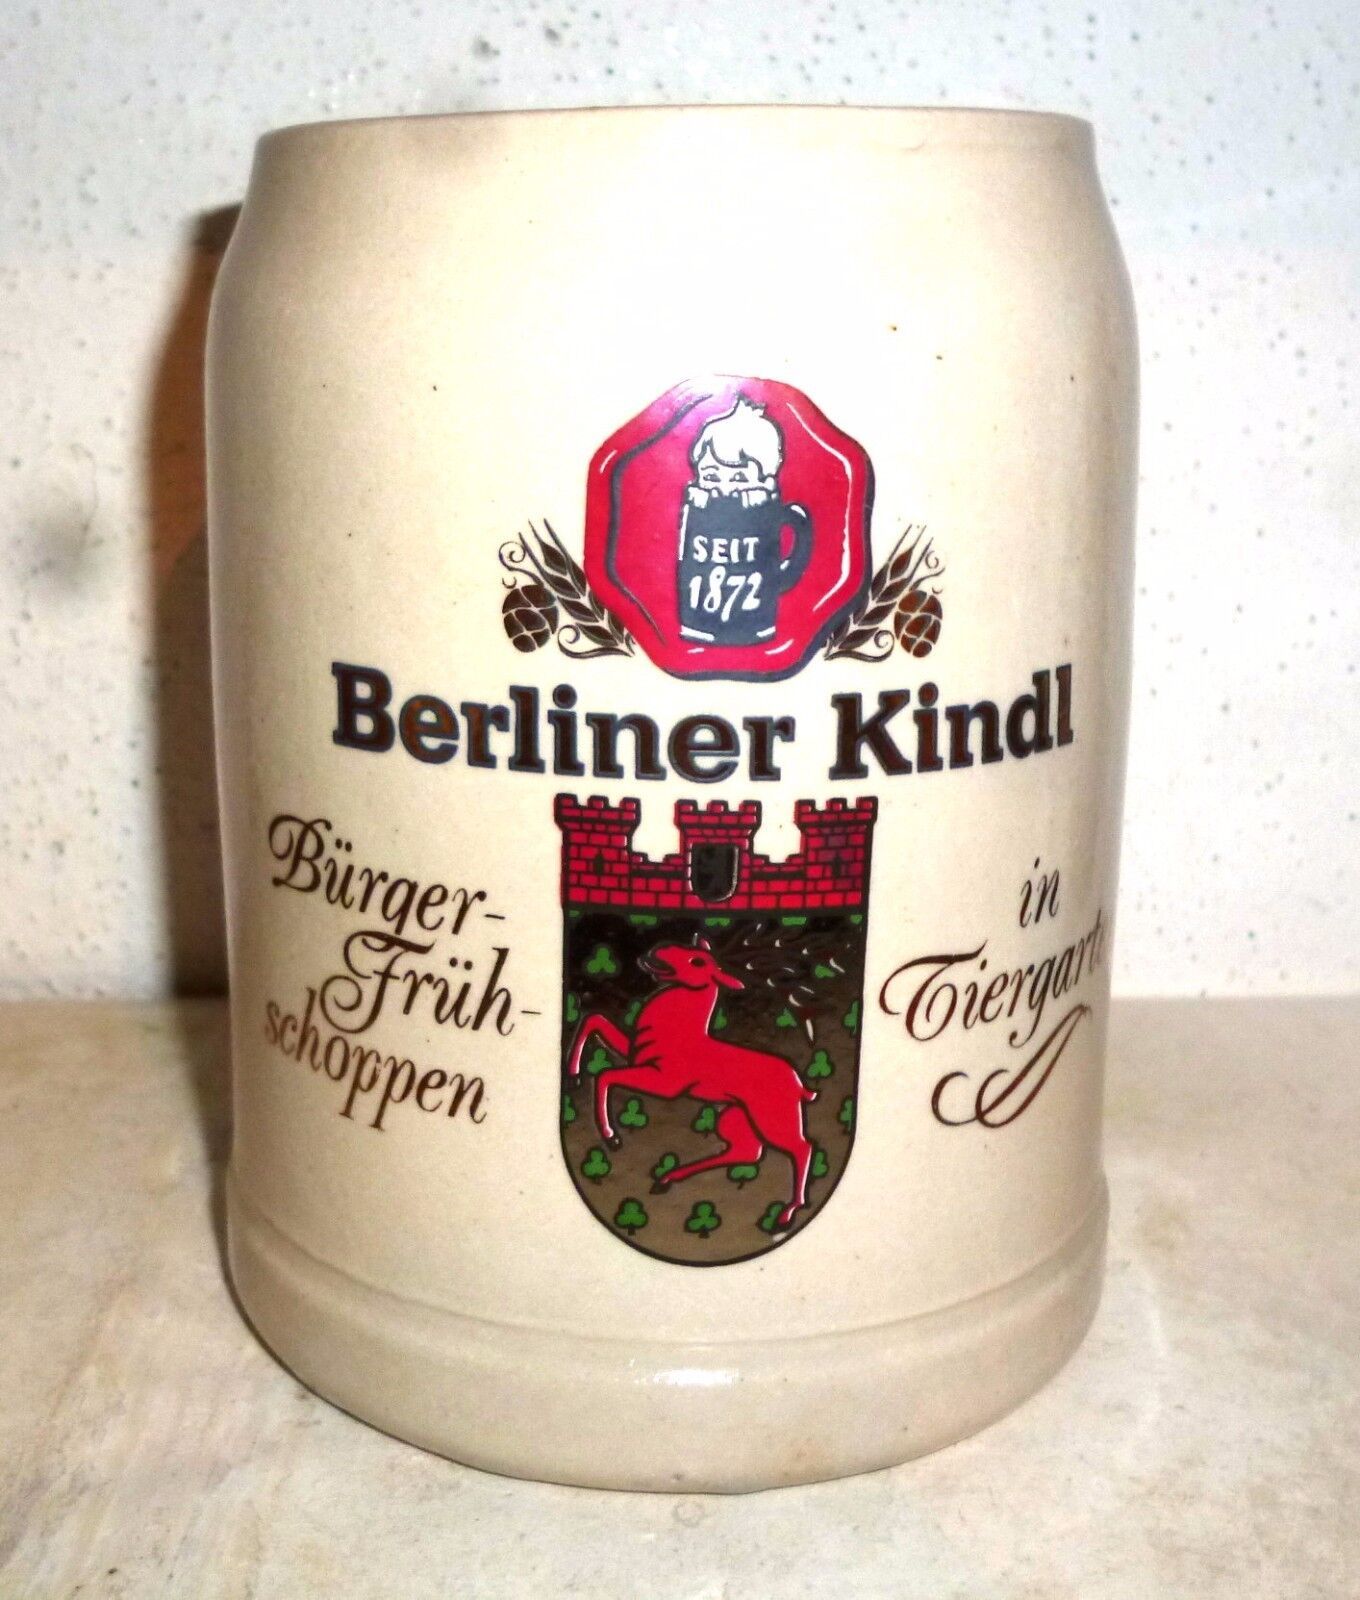 SEIT
1872
Berliner Kindl
Bürger-
Früh-
schoppen
in